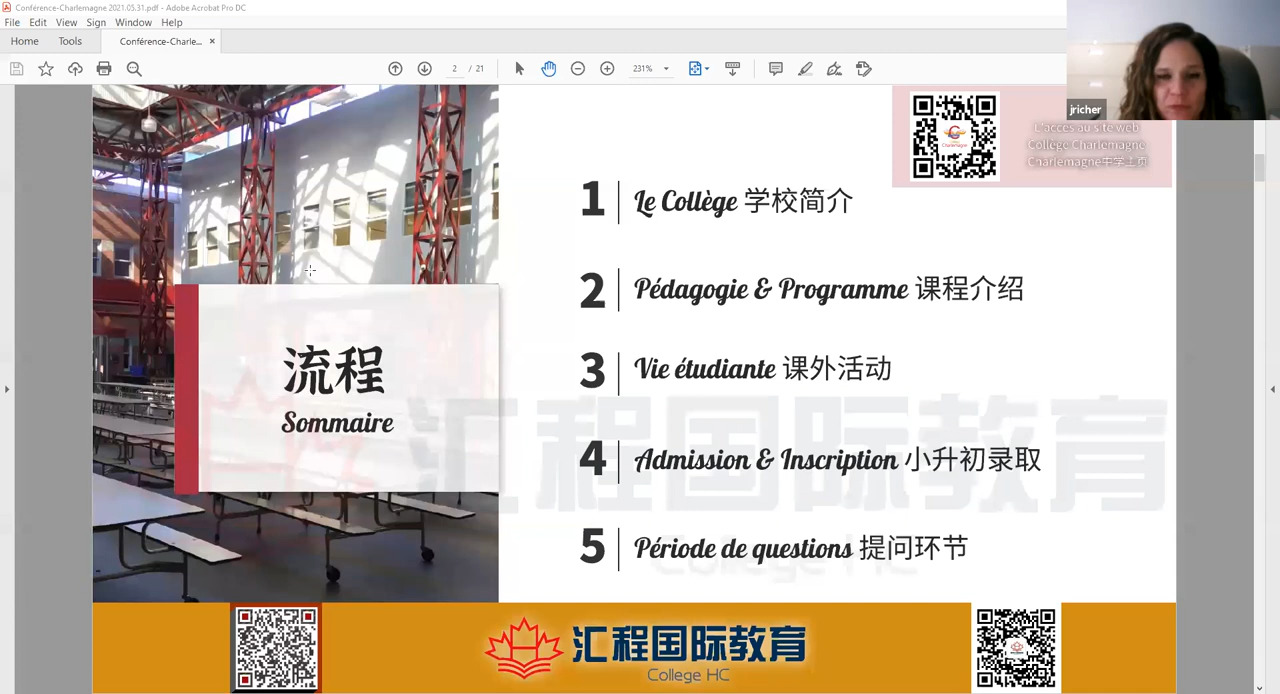 Conférence-Charlemagne 2021.05.31.pdf - Adobe Acrobat Pro DC
File Edit View Sign Window Help
Home Tools Conférence-Charle... ×
2 / 21 231%
jricher
L'accès au site web
Collège Charlemagne
Charlemagne中学主页
Charlemagne
1 Le Collège 学校简介
2 Pédagogie & Programme 课程介绍
3 Vie étudiante 课外活动
4 Admission & Inscription 小升初录取
5 Période de questions 提问环节
流程
Sommaire
汇程国际教育
College HC
汇程国际教育
College HC